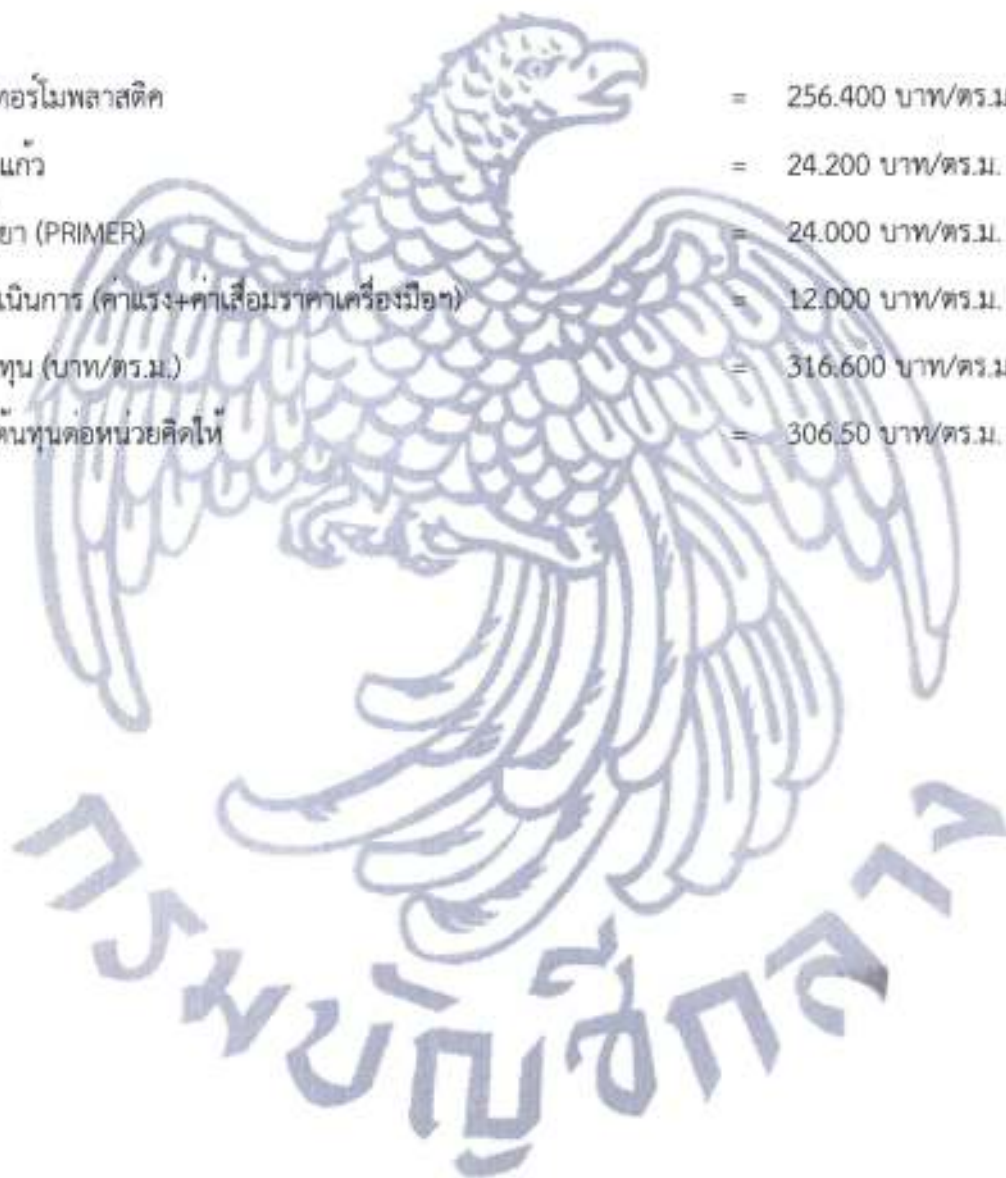 ทอร์โมพลาสติค = 256.400 บาท/ตร.ม
แก้ว = 24.200 บาท/ตร.ม.
ยา (PRIMER) = 24.000 บาท/ตร.ม.
เนินการ (ค่าแรง+ค่าเสื่อมราคาเครื่องมือฯ) = 12.000 บาท/ตร.ม.
ทุน (บาท/ตร.ม.) = 316.600 บาท/ตร.ม
ต้นทุนต่อหน่วยคิดให้ = 306.50 บาท/ตร.ม.
กรมบัญชีกลาง